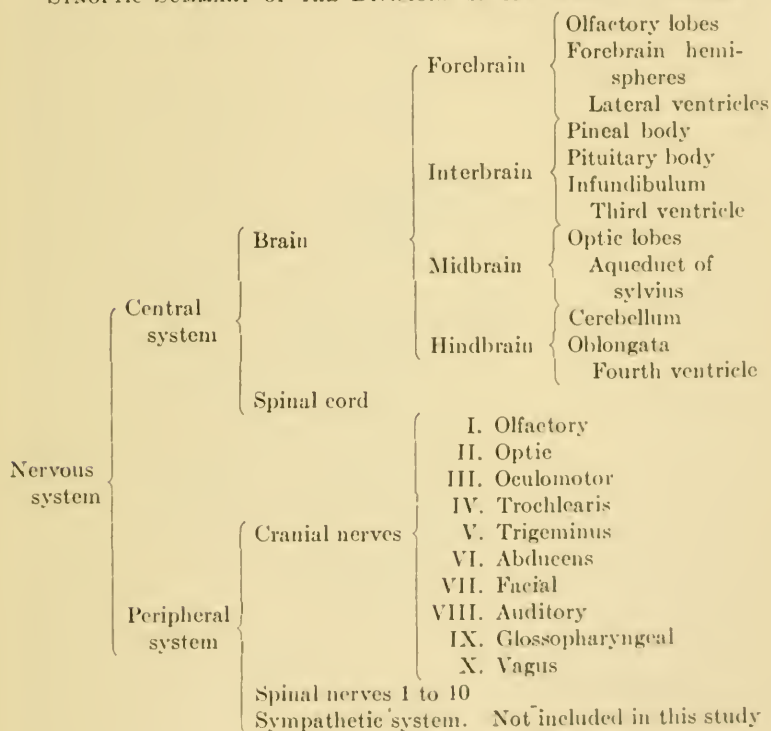 Olfactory lobes
Forebrain hemi-
spheres
Forebrain
Lateral ventricles
Pineal body
Pituitary body
Interbrain
Infundibulum
Third ventricle
Brain
Optic lobes
Midbrain
Aqueduct of
sylvius
Central
system
Cerebellum
Hindbrain
Oblongata
Fourth ventricle
Spinal cord
Nervous
system
I. Olfactory
II. Optic
III. Oculomotor
IV. Trochlearis
Cranial nerves
V. Trigeminus
VI. Abducens
VII. Facial
VIII. Auditory
Peripheral
system
IX. Glossopharyngeal
X. Vagus
Spinal nerves 1 to 10
Sympathetic system. Not included in this study